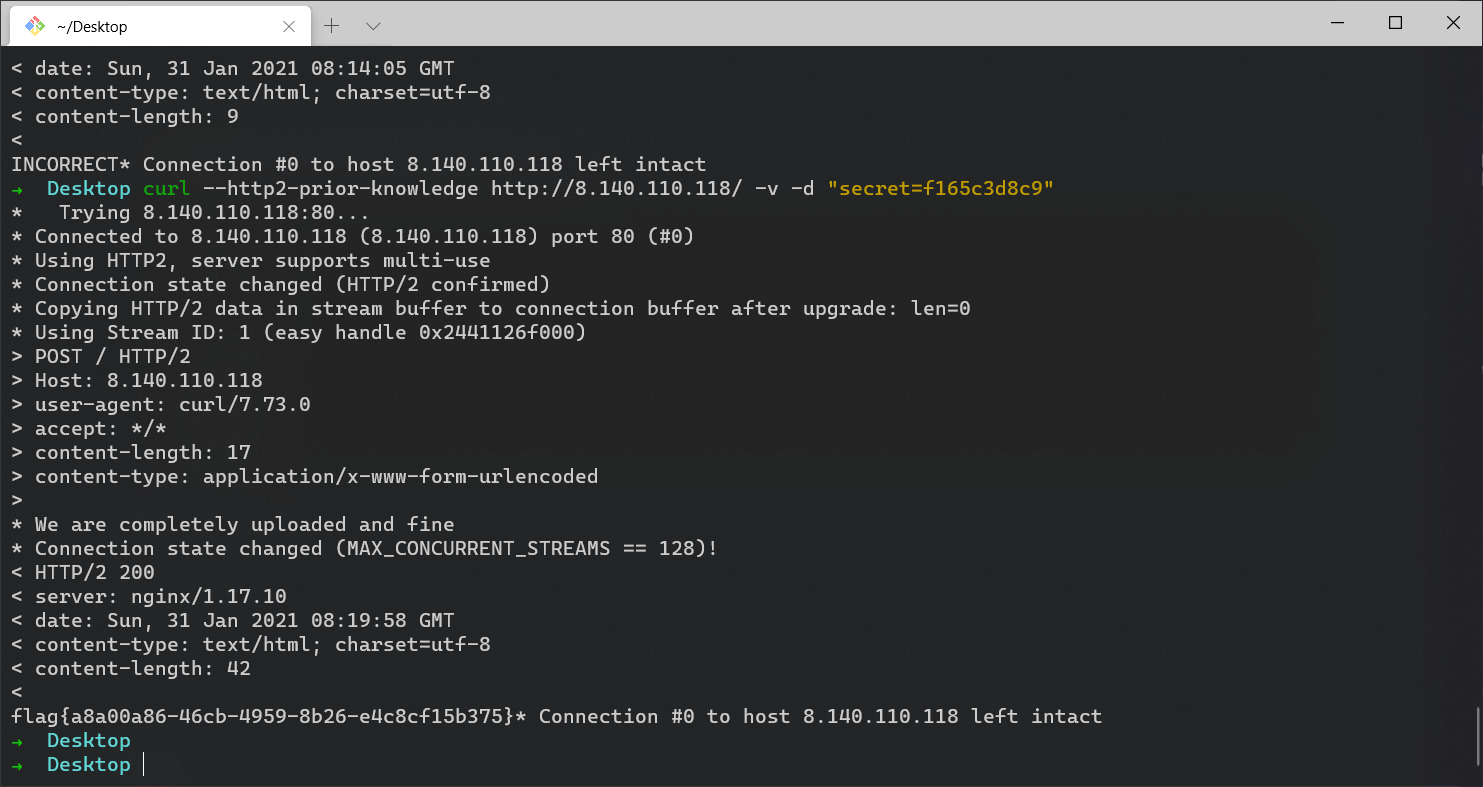 ~/Desktop
< date: Sun, 31 Jan 2021 08:14:05 GMT
< content-type: text/html; charset=utf-8
< content-length: 9
<
INCORRECT* Connection #0 to host 8.140.110.118 left intact
→  Desktop curl --http2-prior-knowledge http://8.140.110.118/ -v -d "secret=f165c3d8c9"
*   Trying 8.140.110.118:80...
* Connected to 8.140.110.118 (8.140.110.118) port 80 (#0)
* Using HTTP2, server supports multi-use
* Connection state changed (HTTP/2 confirmed)
* Copying HTTP/2 data in stream buffer to connection buffer after upgrade: len=0
* Using Stream ID: 1 (easy handle 0x2441126f000)
> POST / HTTP/2
> Host: 8.140.110.118
> user-agent: curl/7.73.0
> accept: */*
> content-length: 17
> content-type: application/x-www-form-urlencoded
>
* We are completely uploaded and fine
* Connection state changed (MAX_CONCURRENT_STREAMS == 128)!
< HTTP/2 200
< server: nginx/1.17.10
< date: Sun, 31 Jan 2021 08:19:58 GMT
< content-type: text/html; charset=utf-8
< content-length: 42
<
flag{a8a00a86-46cb-4959-8b26-e4c8cf15b375}* Connection #0 to host 8.140.110.118 left intact
→  Desktop
→  Desktop